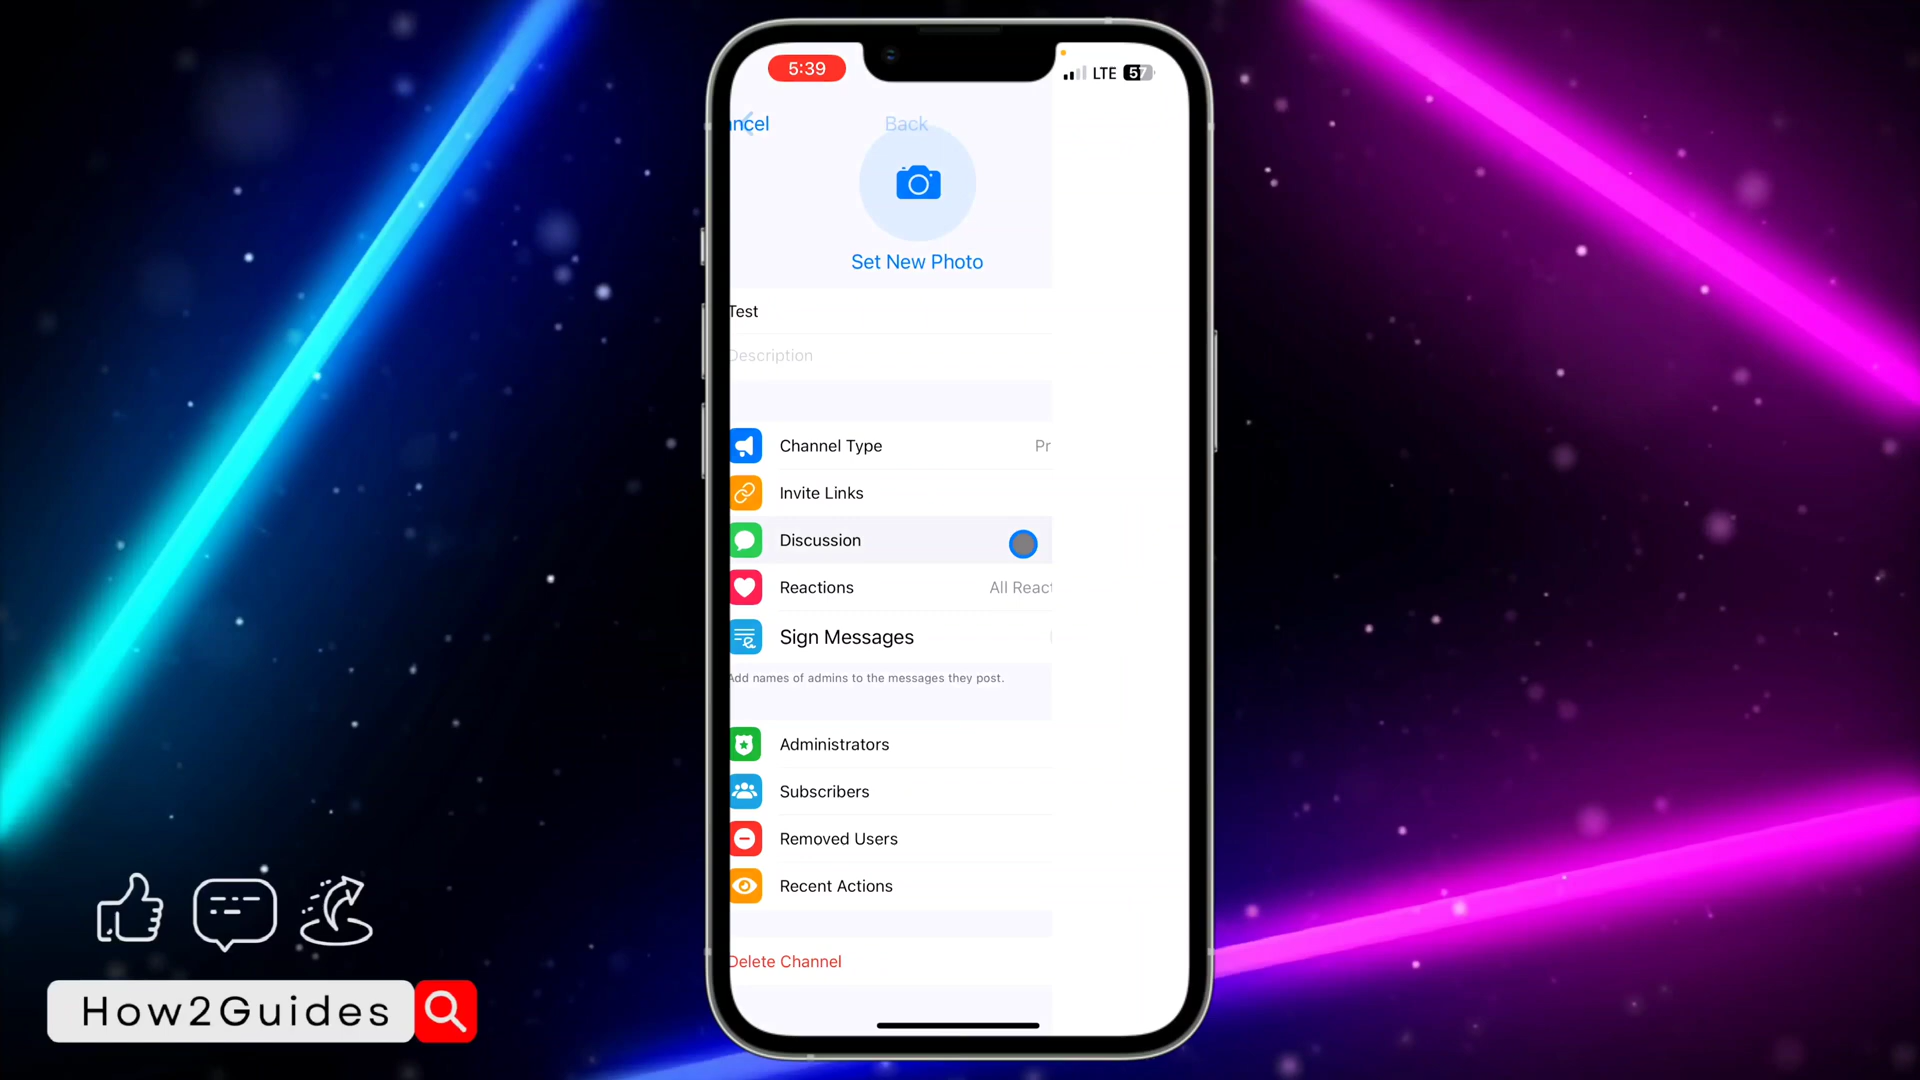 5:39
LTE 57
ncel
Back
Set New Photo
Test
Description
Channel Type
Pr
Invite Links
Discussion
Reactions
All React
Sign Messages
Add names of admins to the messages they post.
Administrators
Subscribers
Removed Users
Recent Actions
Delete Channel
How2Guides